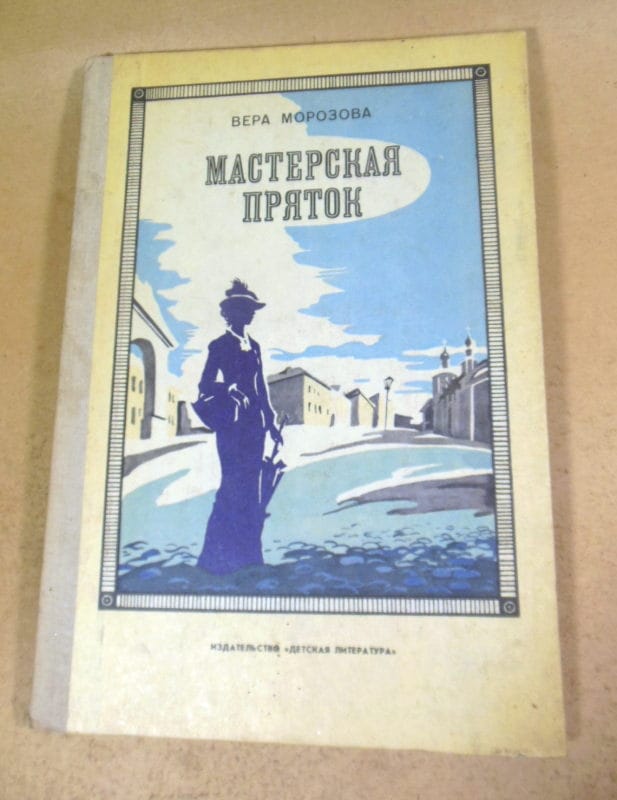 ВЕРА МОРОЗОВА
МАСТЕРСКАЯ
ПРЯТОК
ИЗДАТЕЛЬСТВО «ДЕТСКАЯ ЛИТЕРАТУРА»